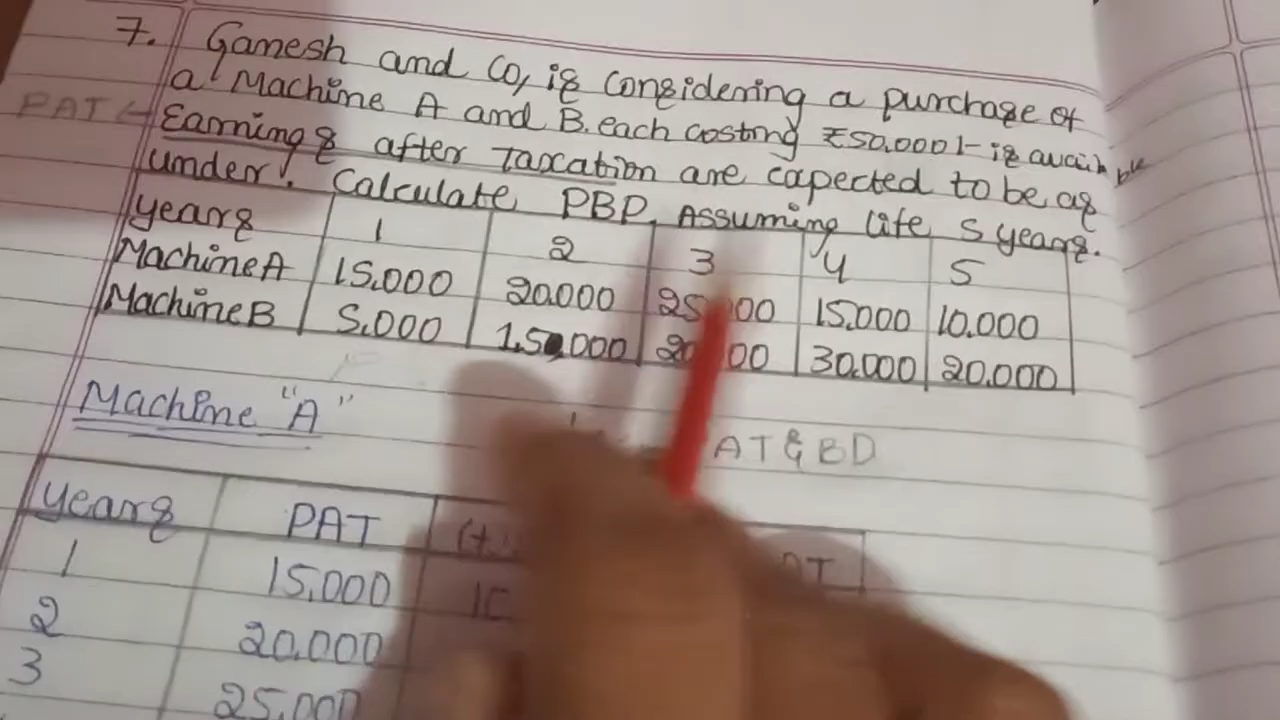 7. Ganesh and Co, is considering a purchase of
a Machine A and B. each costing ₹50,000/- is available
PAT ← Earnings after taxation are expected to be as
under! Calculate PBP, Assuming life 5 years.
years 1 2 3 4 5
Machine A 15,000 20,000 15,000 10,000
Machine B 5,000 1,50,000 30,000 20,000
Machine "A"
AT & BD
years PAT (+)
1 15,000
2 20,000
3 25,000